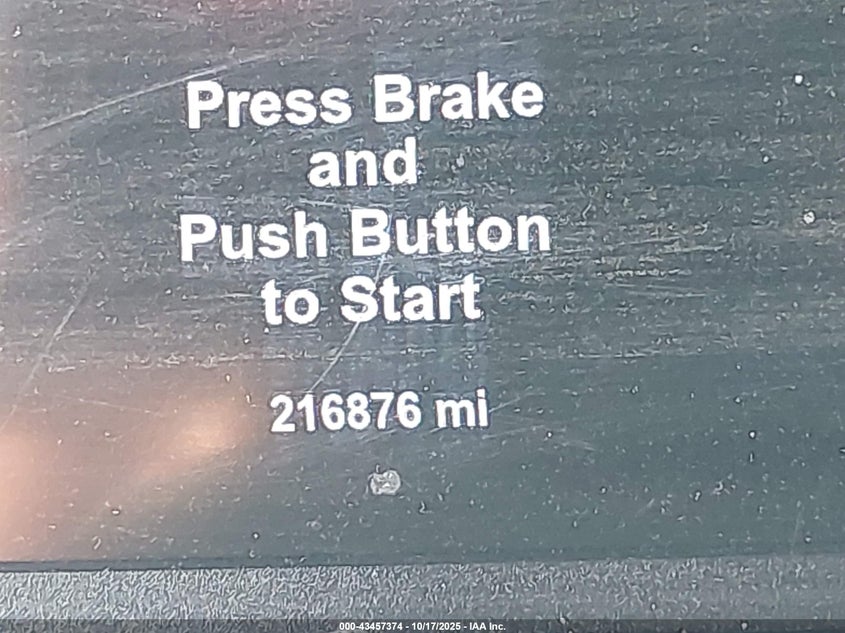 Press Brake
and
Push Button
to Start
216876 mi
000-43457374 - 10/17/2025 - IAA Inc.